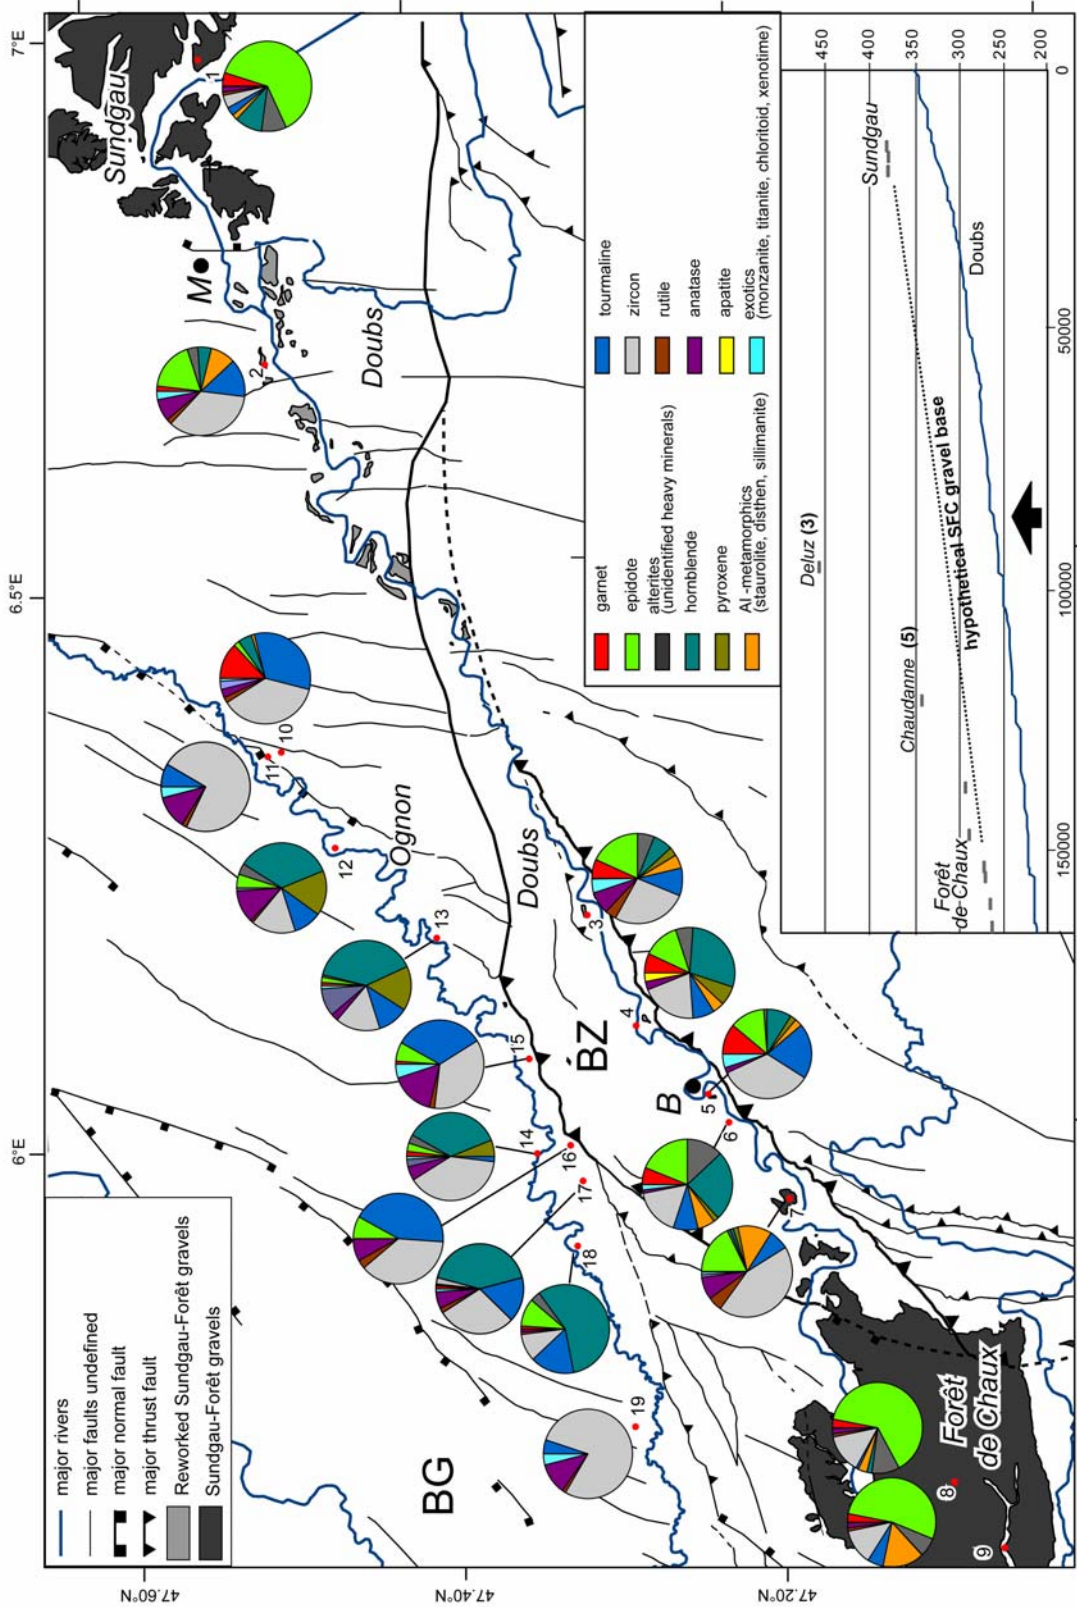 major rivers
major faults undefined
major normal fault
major thrust fault
Reworked Sundgau-Forêt gravels
Sundgau-Forêt gravels
6°E
6.5°E
7°E
47.60°N
47.40°N
47.20°N
Sundgau
M
Doubs
Ognon
Doubs
BZ
B
BG
Forêt
de Chaux
1
2
3
4
5
6
7
8
9
10
11
12
13
14
15
16
17
18
19
garnet
epidote
alterites
(unidentified heavy minerals)
hornblende
pyroxene
Al -metamorphics
(staurolite, disthen, sillimanite)
tourmaline
zircon
rutile
anatase
apatite
exotics
(monzanite, titanite, chloritoid, xenotime)
Forêt
de-Chaux
Chaudanne (5)
Deluz (3)
Sundgau
hypothetical SFC gravel base
Doubs
450
400
350
300
250
200
150000
100000
50000
0